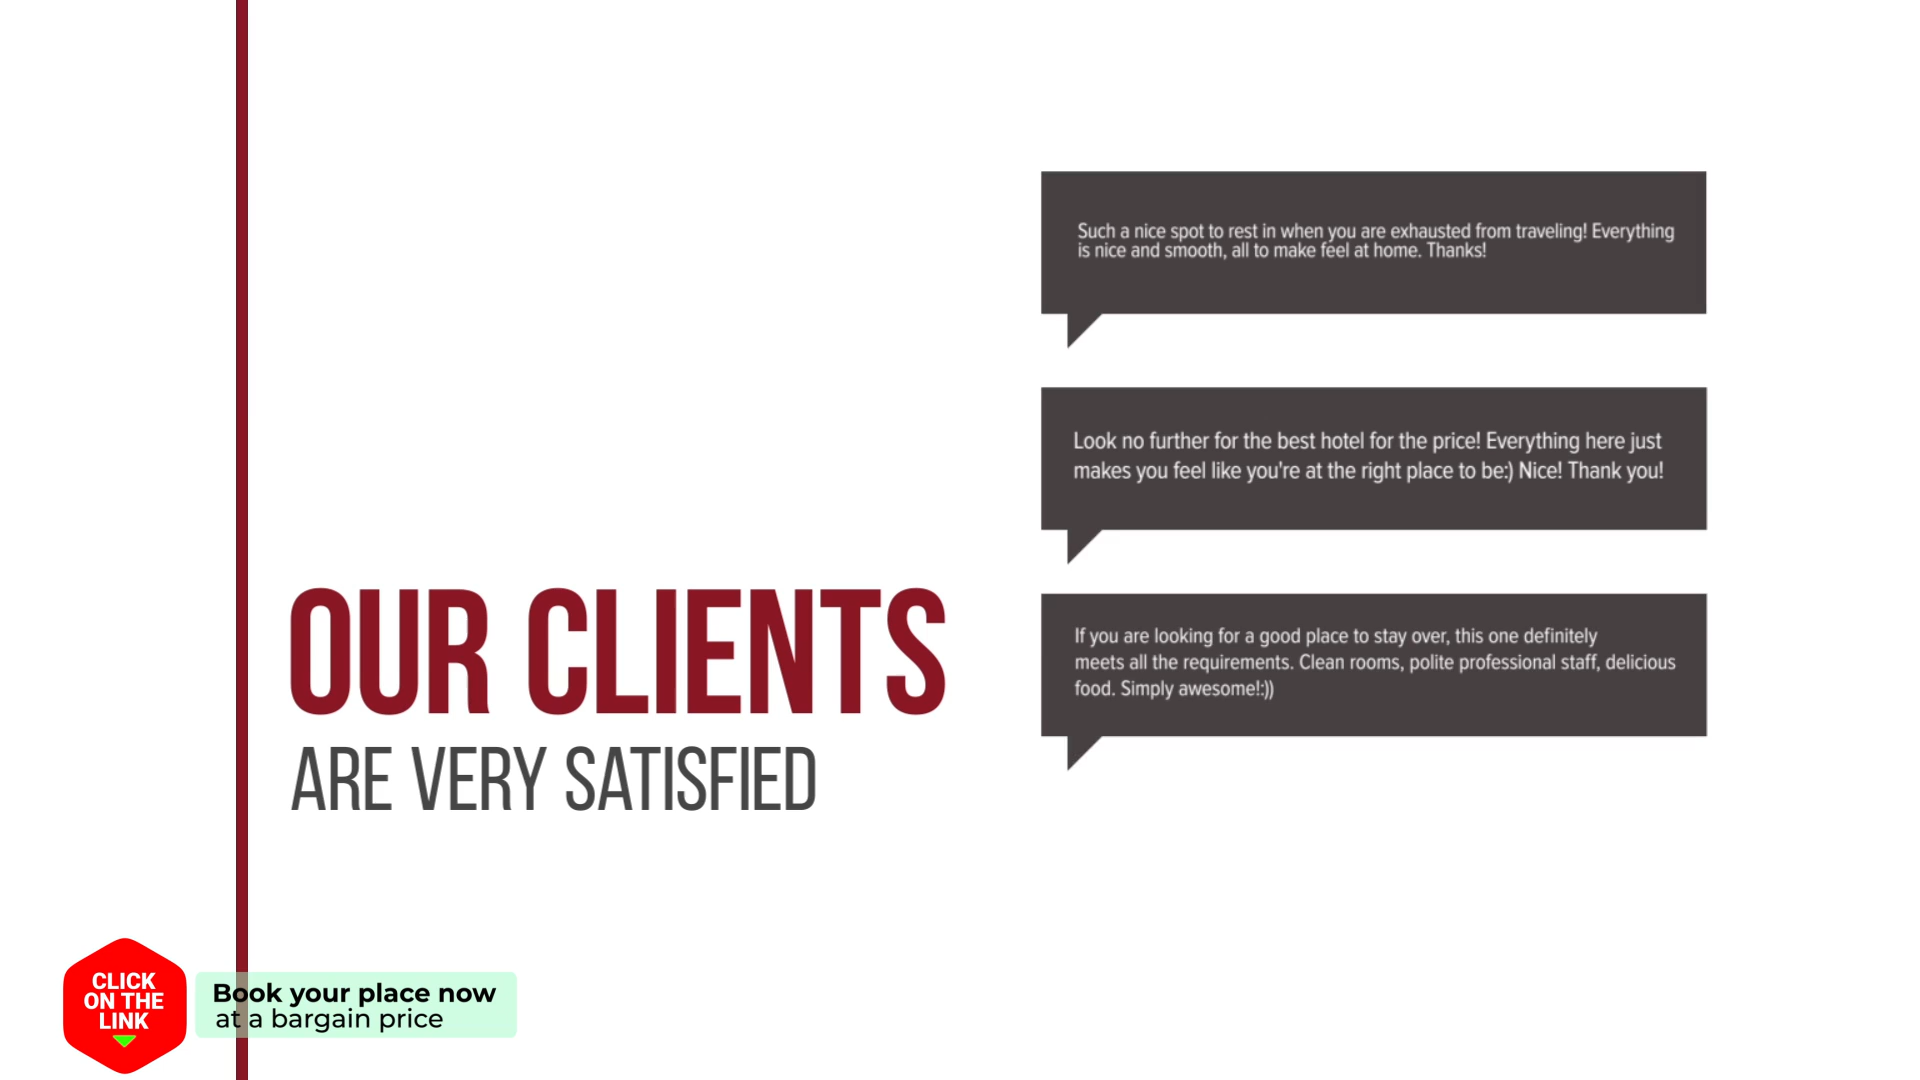 Such a nice spot to rest in when you are exhausted from traveling! Everything
is nice and smooth, all to make feel at home. Thanks!
Look no further for the best hotel for the price! Everything here just
makes you feel like you're at the right place to be:) Nice! Thank you!
If you are looking for a good place to stay over, this one definitely
meets all the requirements. Clean rooms, polite professional staff, delicious
food. Simply awesome!:))
OUR CLIENTS
ARE VERY SATISFIED
CLICK
ON THE
LINK
Book your place now
at a bargain price